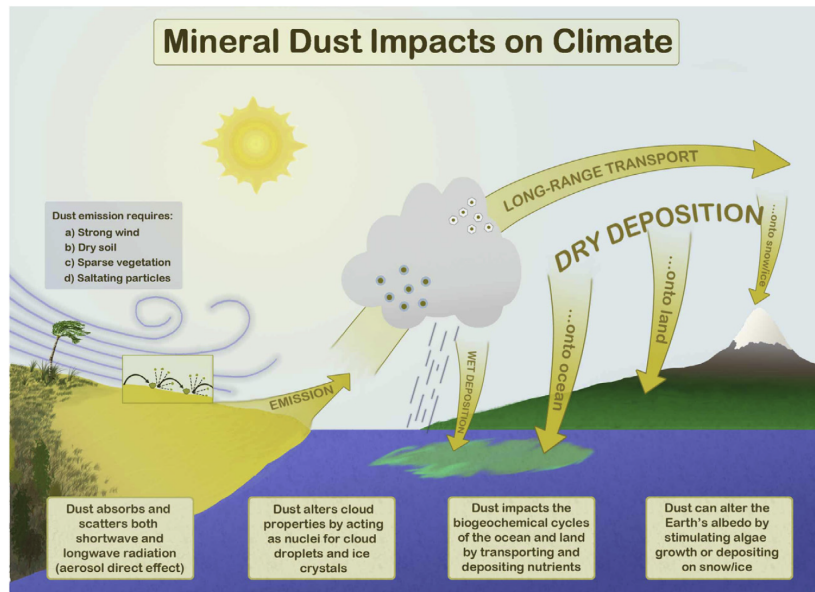 Mineral Dust Impacts on Climate
Dust emission requires:
a) Strong wind
b) Dry soil
c) Sparse vegetation
d) Saltating particles
EMISSION
LONG-RANGE TRANSPORT
DRY DEPOSITION
...onto snow/ice
...onto land
...onto ocean
WET DEPOSITION
Dust absorbs and
scatters both
shortwave and
longwave radiation
(aerosol direct effect)
Dust alters cloud
properties by acting
as nuclei for cloud
droplets and ice
crystals
Dust impacts the
biogeochemical cycles
of the ocean and land
by transporting and
depositing nutrients
Dust can alter the
Earth's albedo by
stimulating algae
growth or depositing
on snow/ice